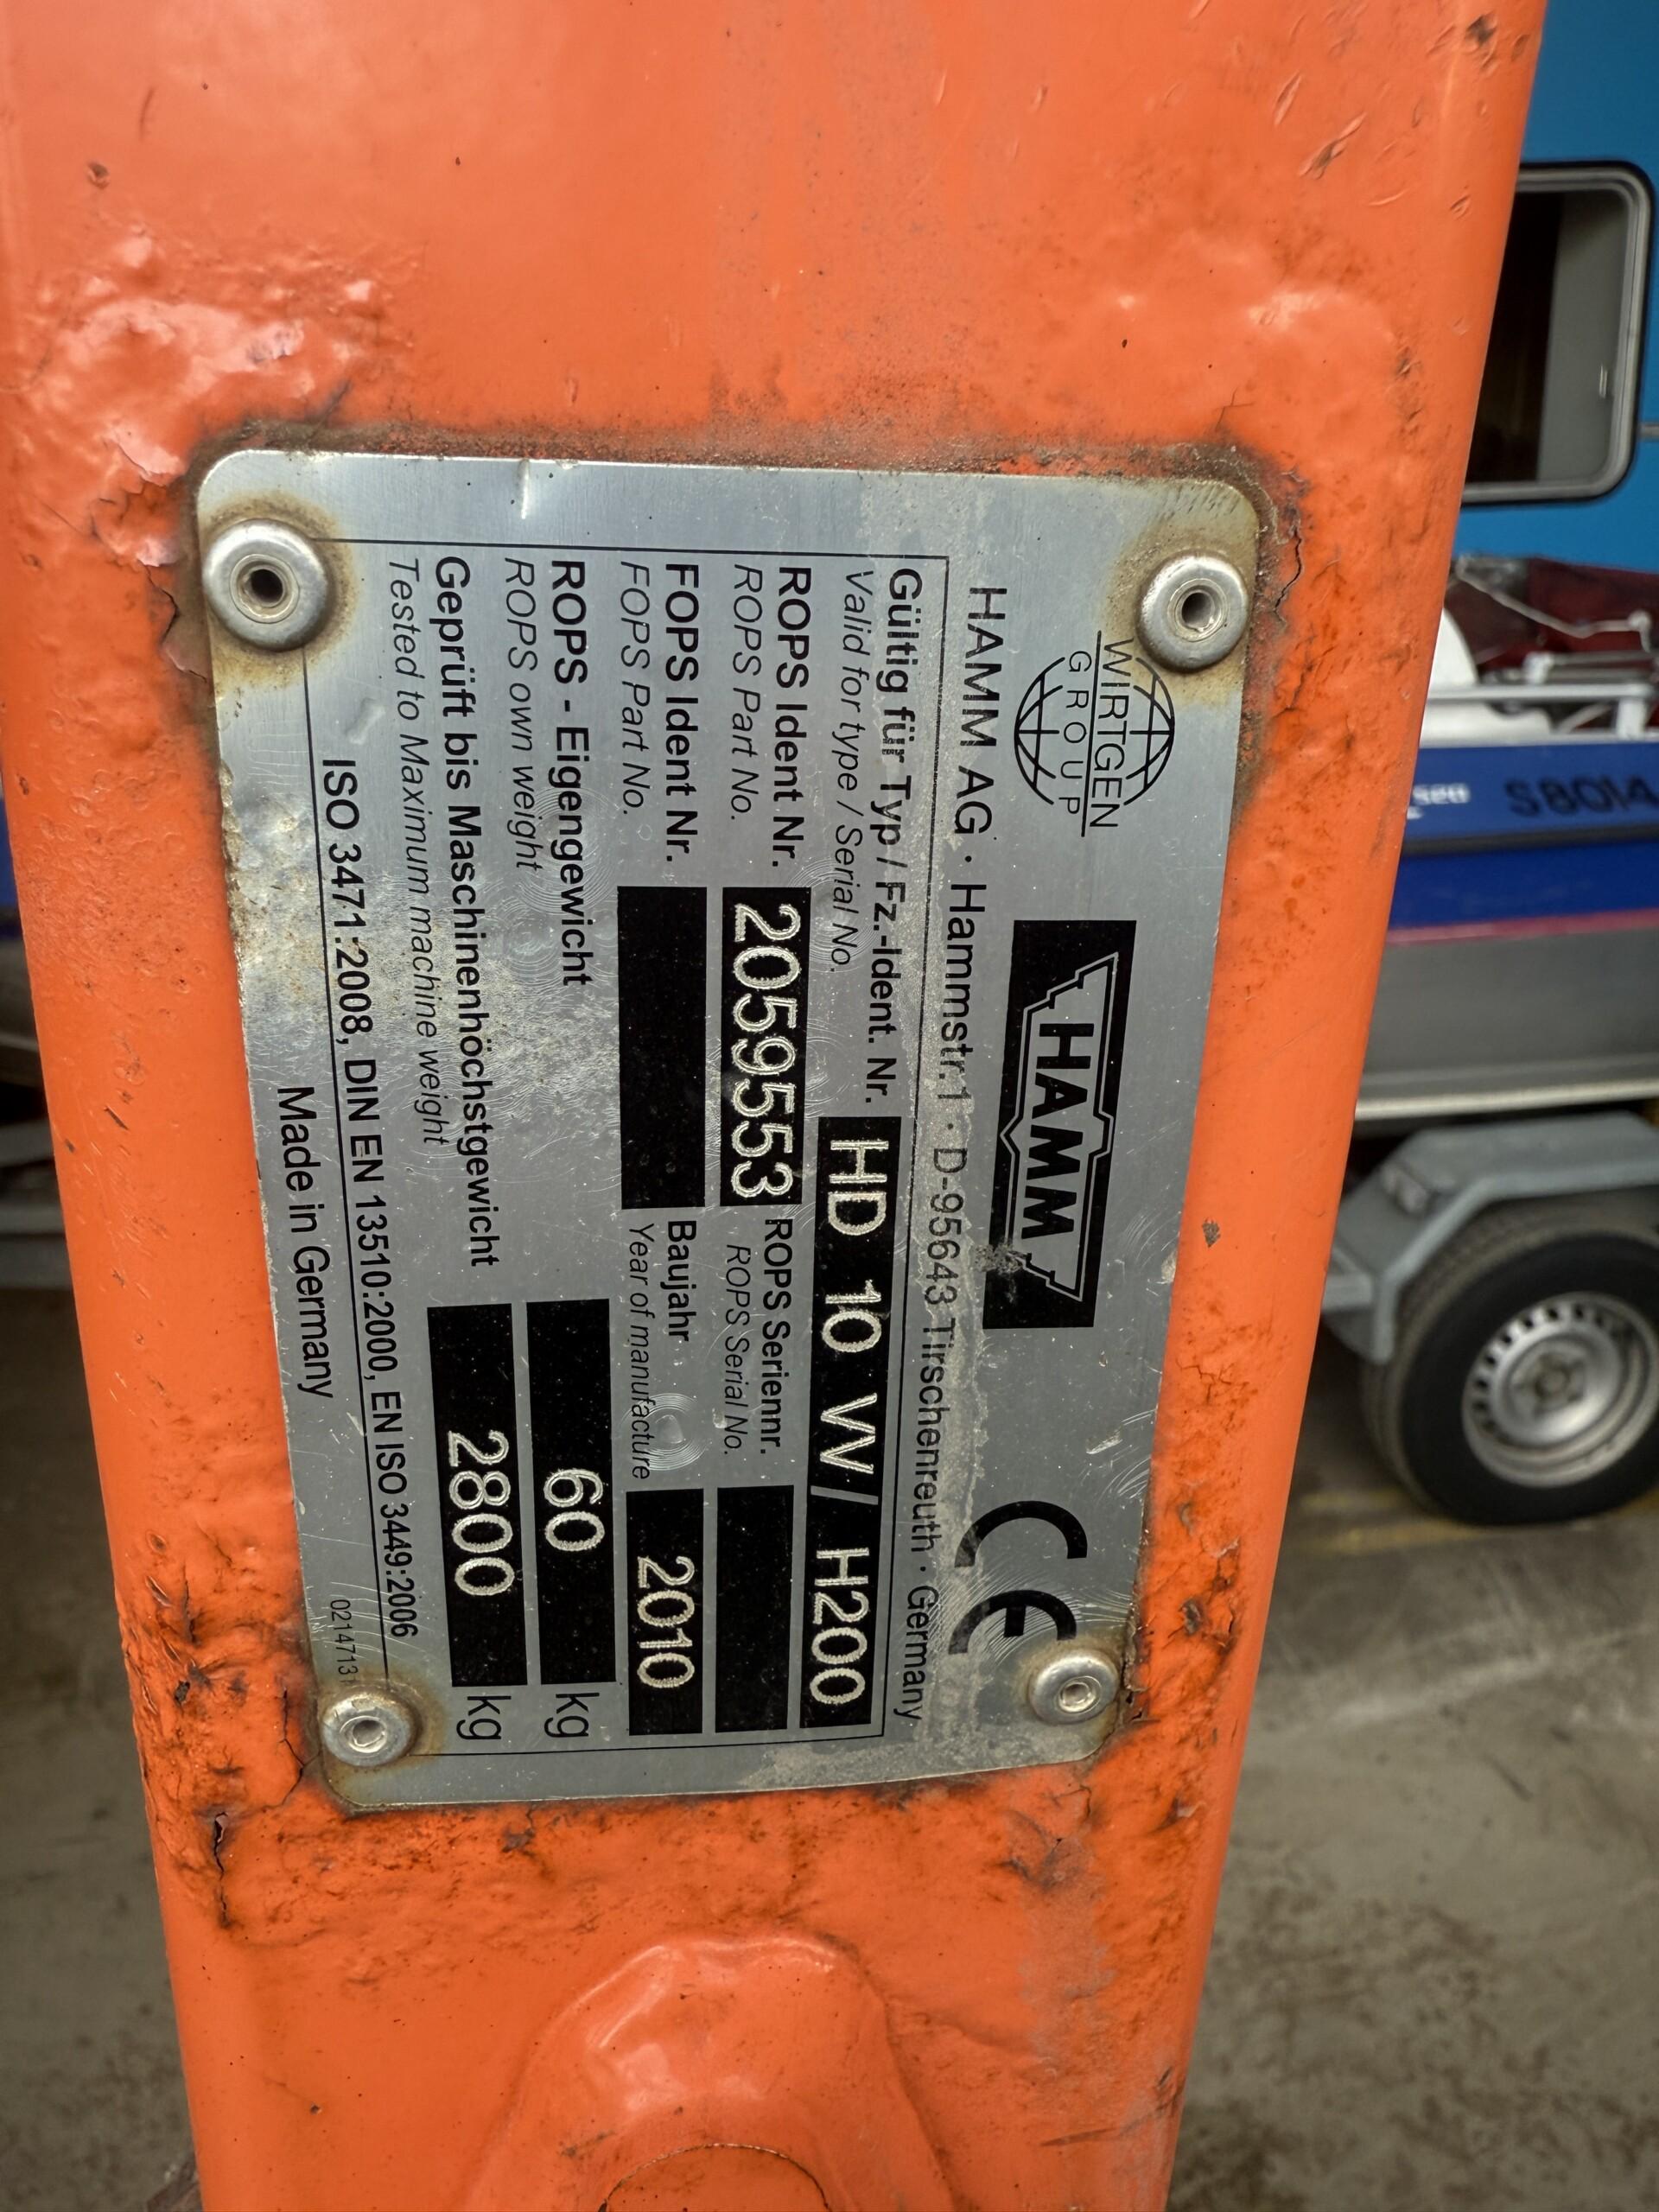 WIRTGEN
GROUP
HAMM
CE
HAMM AG · Hammstr.1 · D-95643 Tirschenreuth · Germany
Gültig für Typ / Fz.-Ident. Nr. HD 10 VV/ H200
Valid for type / Serial No.
ROPS Ident Nr. 2059553 ROPS Seriennr.
ROPS Part No. ROPS Serial No.
FOPS Ident Nr. Baujahr 2010
FOPS Part No. Year of manufacture
ROPS - Eigengewicht 60 kg
ROPS own weight
Geprüft bis Maschinenhöchstgewicht 2800 kg
Tested to Maximum machine weight
ISO 3471:2008, DIN EN 13510:2000, EN ISO 3449:2006
Made in Germany 0214713
S8014